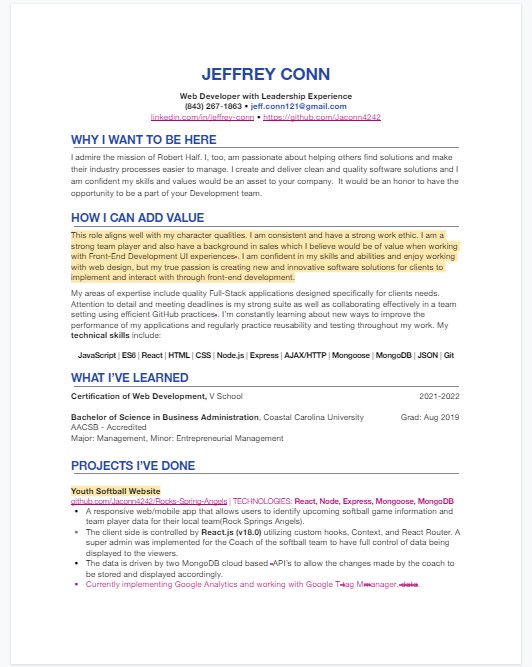 JEFFREY CONN
Web Developer with Leadership Experience
(843) 267-1863 • jeff.conn121@gmail.com
linkedin.com/in/jeffrey-conn • https://github.com/Jaconn4242
WHY I WANT TO BE HERE
I admire the mission of Robert Half. I, too, am passionate about helping others find solutions and make
their industry processes easier to manage. I create and deliver clean and quality software solutions and I
am confident my skills and values would be an asset to your company. It would be an honor to have the
opportunity to be a part of your Development team.
HOW I CAN ADD VALUE
This role aligns well with my character qualities. I am consistent and have a strong work ethic. I am a
strong team player and also have a background in sales which I believe would be of value when working
with Front-End Development UI experiences. I am confident in my skills and abilities and enjoy working
with web design, but my true passion is creating new and innovative software solutions for clients to
implement and interact with through front-end development.
My areas of expertise include quality Full-Stack applications designed specifically for clients needs.
Attention to detail and meeting deadlines is my strong suite as well as collaborating effectively in a team
setting using efficient GitHub practices. I'm constantly learning about new ways to improve the
performance of my applications and regularly practice reusability and testing throughout my work. My
technical skills include:
JavaScript | ES6 | React | HTML | CSS | Node.js | Express | AJAX/HTTP | Mongoose | MongoDB | JSON | Git
WHAT I'VE LEARNED
Certification of Web Development, V School 2021-2022
Bachelor of Science in Business Administration, Coastal Carolina University Grad: Aug 2019
AACSB - Accredited
Major: Management, Minor: Entrepreneurial Management
PROJECTS I'VE DONE
Youth Softball Website
github.com/Jaconn4242/Rocks-Spring-Angels | TECHNOLOGIES: React, Node, Express, Mongoose, MongoDB
• A responsive web/mobile app that allows users to identify upcoming softball game information and
team player data for their local team(Rock Springs Angels).
• The client side is controlled by React.js (v18.0) utilizing custom hooks, Context, and React Router. A
super admin was implemented for the Coach of the softball team to have full control of data being
displayed to the viewers.
• The data is driven by two MongoDB cloud based API's to allow the changes made by the coach to
be stored and displayed accordingly.
• Currently implementing Google Analytics and working with Google Tag Manager. data.